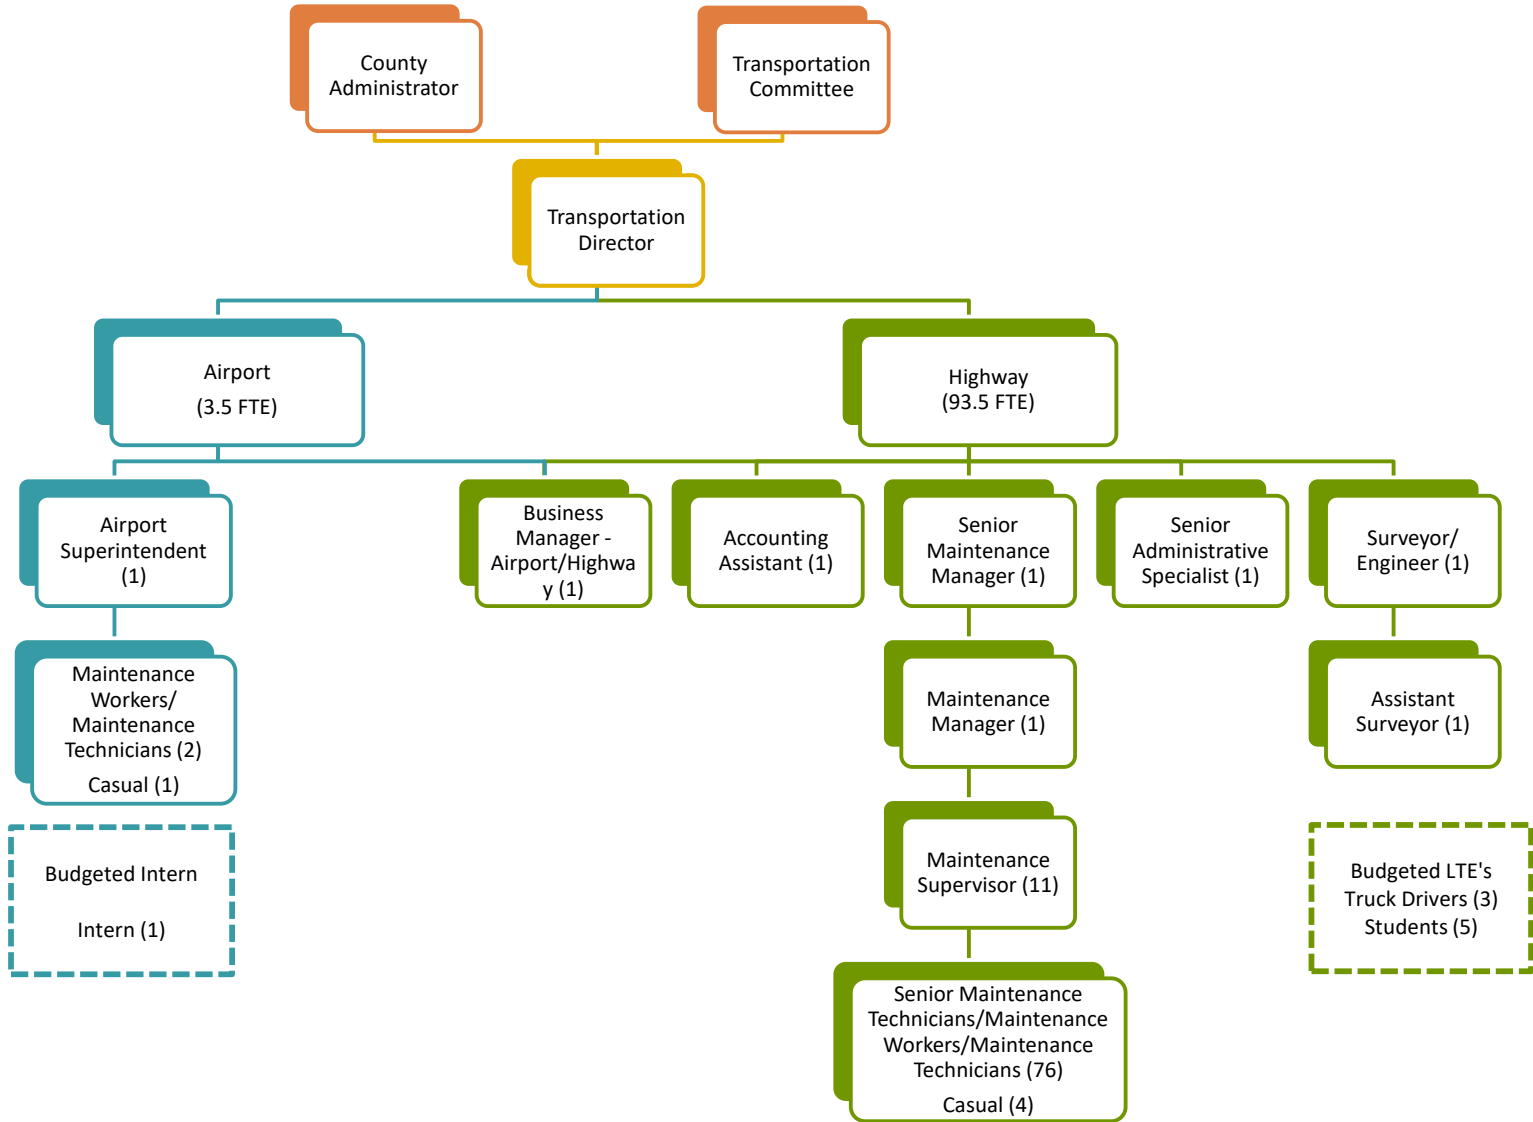 County
Administrator
Transportation
Committee
Transportation
Director
Airport
(3.5 FTE)
Highway
(93.5 FTE)
Airport
Superintendent
(1)
Business
Manager -
Airport/Highwa
y (1)
Accounting
Assistant (1)
Senior
Maintenance
Manager (1)
Senior
Administrative
Specialist (1)
Surveyor/
Engineer (1)
Maintenance
Workers/
Maintenance
Technicians (2)
Casual (1)
Maintenance
Manager (1)
Assistant
Surveyor (1)
Budgeted Intern
Intern (1)
Maintenance
Supervisor (11)
Budgeted LTE's
Truck Drivers (3)
Students (5)
Senior Maintenance
Technicians/Maintenance
Workers/Maintenance
Technicians (76)
Casual (4)